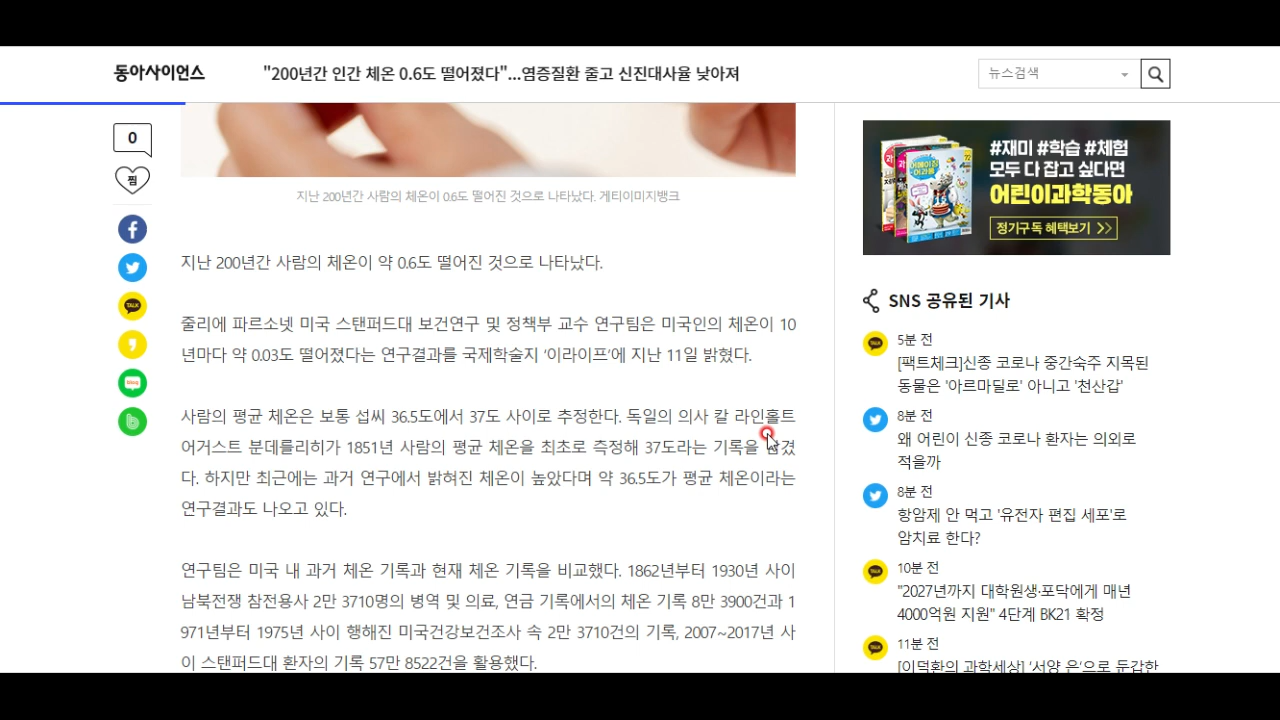 동아사이언스
"200년간 인간 체온 0.6도 떨어졌다"...염증질환 줄고 신진대사율 낮아져
뉴스검색
0
찜
TALK
blog
지난 200년간 사람의 체온이 0.6도 떨어진 것으로 나타났다. 게티이미지뱅크
지난 200년간 사람의 체온이 약 0.6도 떨어진 것으로 나타났다.
줄리에 파르소넷 미국 스탠퍼드대 보건연구 및 정책부 교수 연구팀은 미국인의 체온이 10
년마다 약 0.03도 떨어졌다는 연구결과를 국제학술지 ‘이라이프’에 지난 11일 밝혔다.
사람의 평균 체온은 보통 섭씨 36.5도에서 37도 사이로 추정한다. 독일의 의사 칼 라인홀트
어거스트 분데를리히가 1851년 사람의 평균 체온을 최초로 측정해 37도라는 기록을 남겼
다. 하지만 최근에는 과거 연구에서 밝혀진 체온이 높았다며 약 36.5도가 평균 체온이라는
연구결과도 나오고 있다.
연구팀은 미국 내 과거 체온 기록과 현재 체온 기록을 비교했다. 1862년부터 1930년 사이
남북전쟁 참전용사 2만 3710명의 병역 및 의료, 연금 기록에서의 체온 기록 8만 3900건과 1
971년부터 1975년 사이 행해진 미국건강보건조사 속 2만 3710건의 기록, 2007~2017년 사
이 스탠퍼드대 환자의 기록 57만 8522건을 활용했다.
#재미 #학습 #체험
모두 다 잡고 싶다면
어린이과학동아
정기구독 혜택보기 >>
SNS 공유된 기사
TALK
5분 전
[팩트체크]신종 코로나 중간숙주 지목된
동물은 '아르마딜로' 아니고 '천산갑'
8분 전
왜 어린이 신종 코로나 환자는 의외로
적을까
8분 전
항암제 안 먹고 '유전자 편집 세포'로
암치료 한다?
TALK
10분 전
"2027년까지 대학원생·포닥에게 매년
4000억원 지원" 4단계 BK21 확정
TALK
11분 전
[이덕환의 과학세상] ‘서양 은’으로 둔갑한